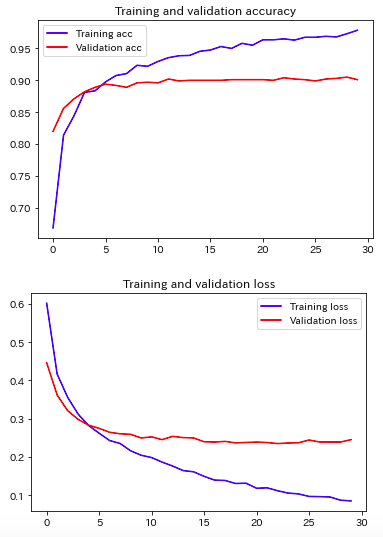 Training and validation accuracy
Training acc
Validation acc
0.95
0.90
0.85
0.80
0.75
0.70
0 5 10 15 20 25 30
Training and validation loss
Training loss
Validation loss
0.6
0.5
0.4
0.3
0.2
0.1
0 5 10 15 20 25 30